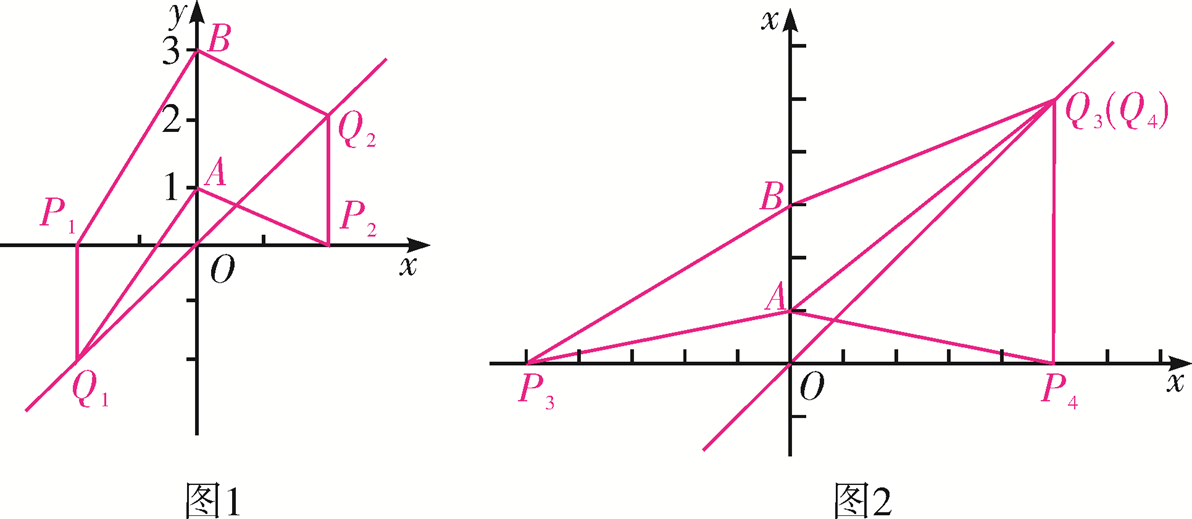 y
3
B
2
Q₂
1
A
P₁
P₂
O
x
Q₁
图1
x
Q₃(Q₄)
B
A
P₃
O
P₄
x
图2